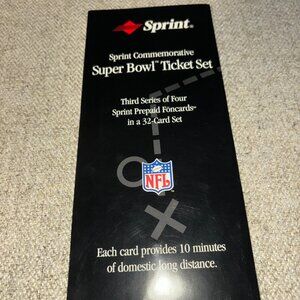 Sprint®
Sprint Commemorative
Super Bowl™ Ticket Set
Third Series of Four
Sprint Prepaid Foncards℠
in a 32-Card Set
NFL
Each card provides 10 minutes
of domestic long distance.